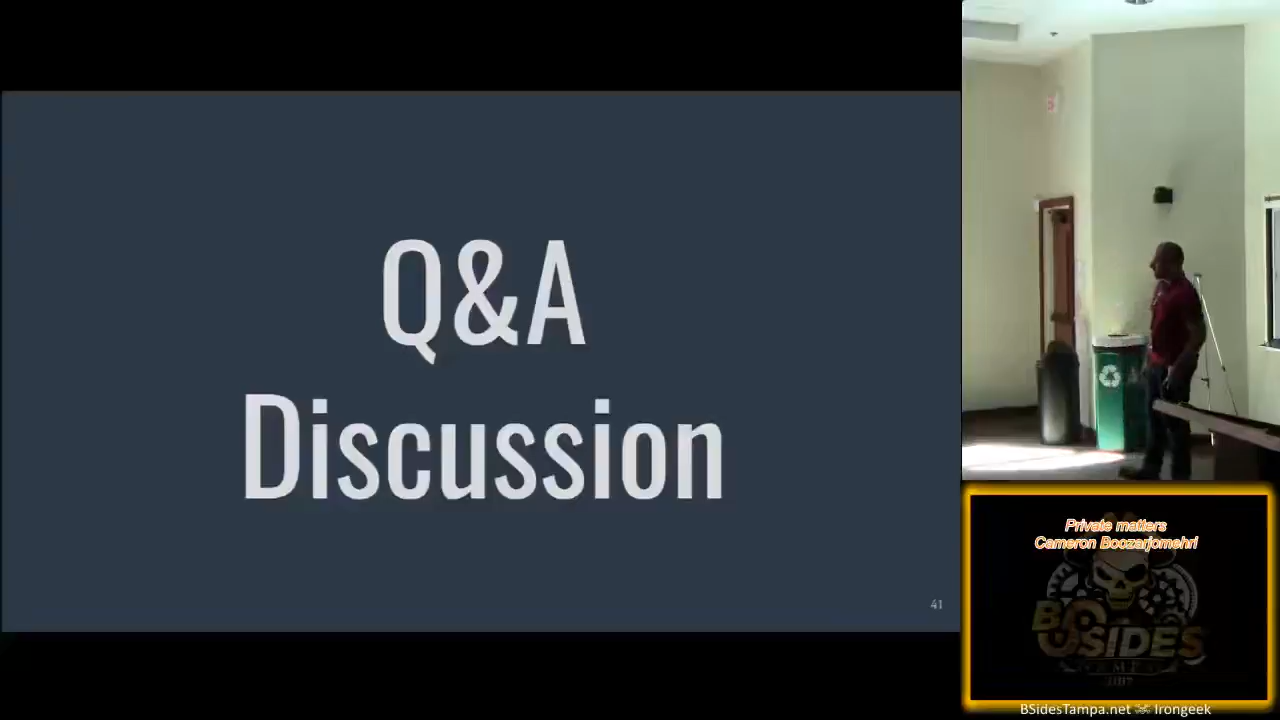 Q&A
Discussion
41
Private matters
Cameron Boozarjomehri
BSIDES
BSidesTampa.net Irongeek